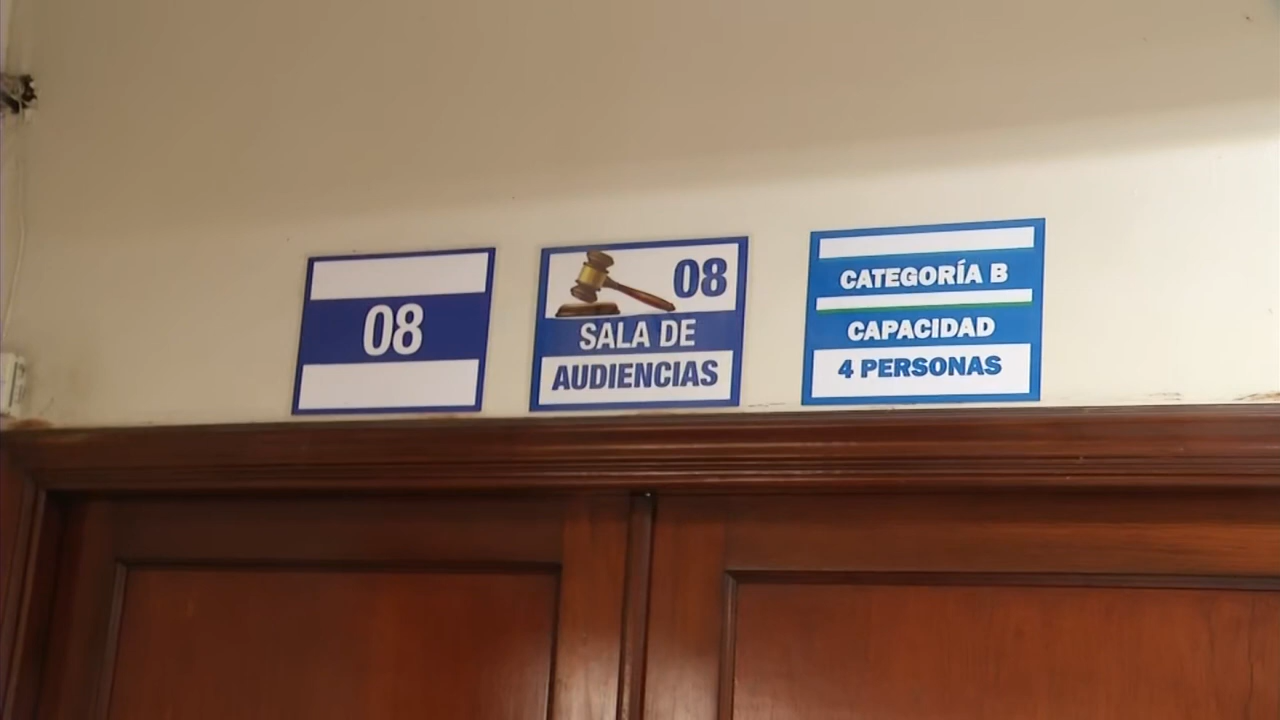 08
08
SALA DE
AUDIENCIAS
CATEGORÍA B
CAPACIDAD
4 PERSONAS